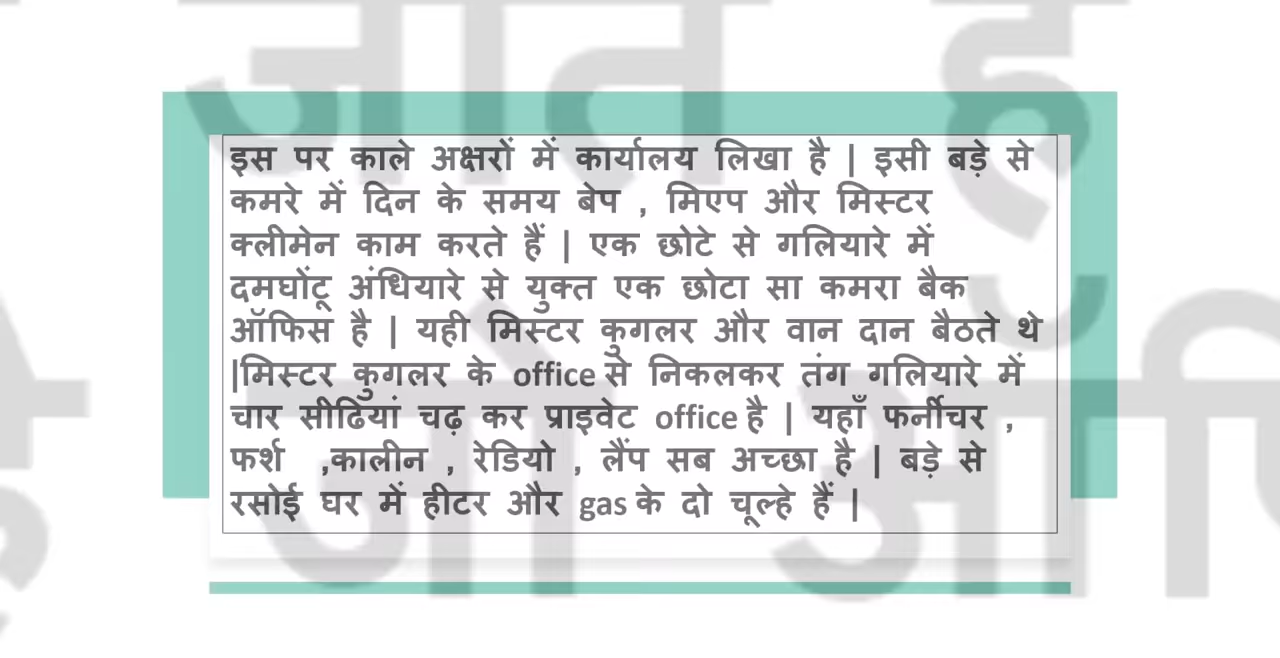 इस पर काले अक्षरों में कार्यालय लिखा है | इसी बड़े से
कमरे में दिन के समय बेप , मिएप और मिस्टर
क्लीमेन काम करते हैं | एक छोटे से गलियारे में
दमघोंटू अंधियारे से युक्त एक छोटा सा कमरा बैक
ऑफिस है | यही मिस्टर कुगलर और वान दान बैठते थे
|मिस्टर कुगलर के office से निकलकर तंग गलियारे में
चार सीढियां चढ़ कर प्राइवेट office है | यहाँ फर्नीचर ,
फर्श ,कालीन , रेडियो , लैंप सब अच्छा है | बड़े से
रसोई घर में हीटर और gas के दो चूल्हे हैं |